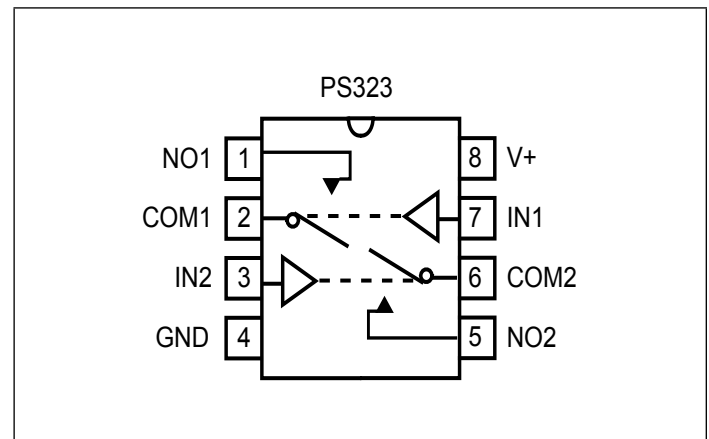 PS323
NO1 1 8 V+
COM1 2 7 IN1
IN2 3 6 COM2
GND 4 5 NO2